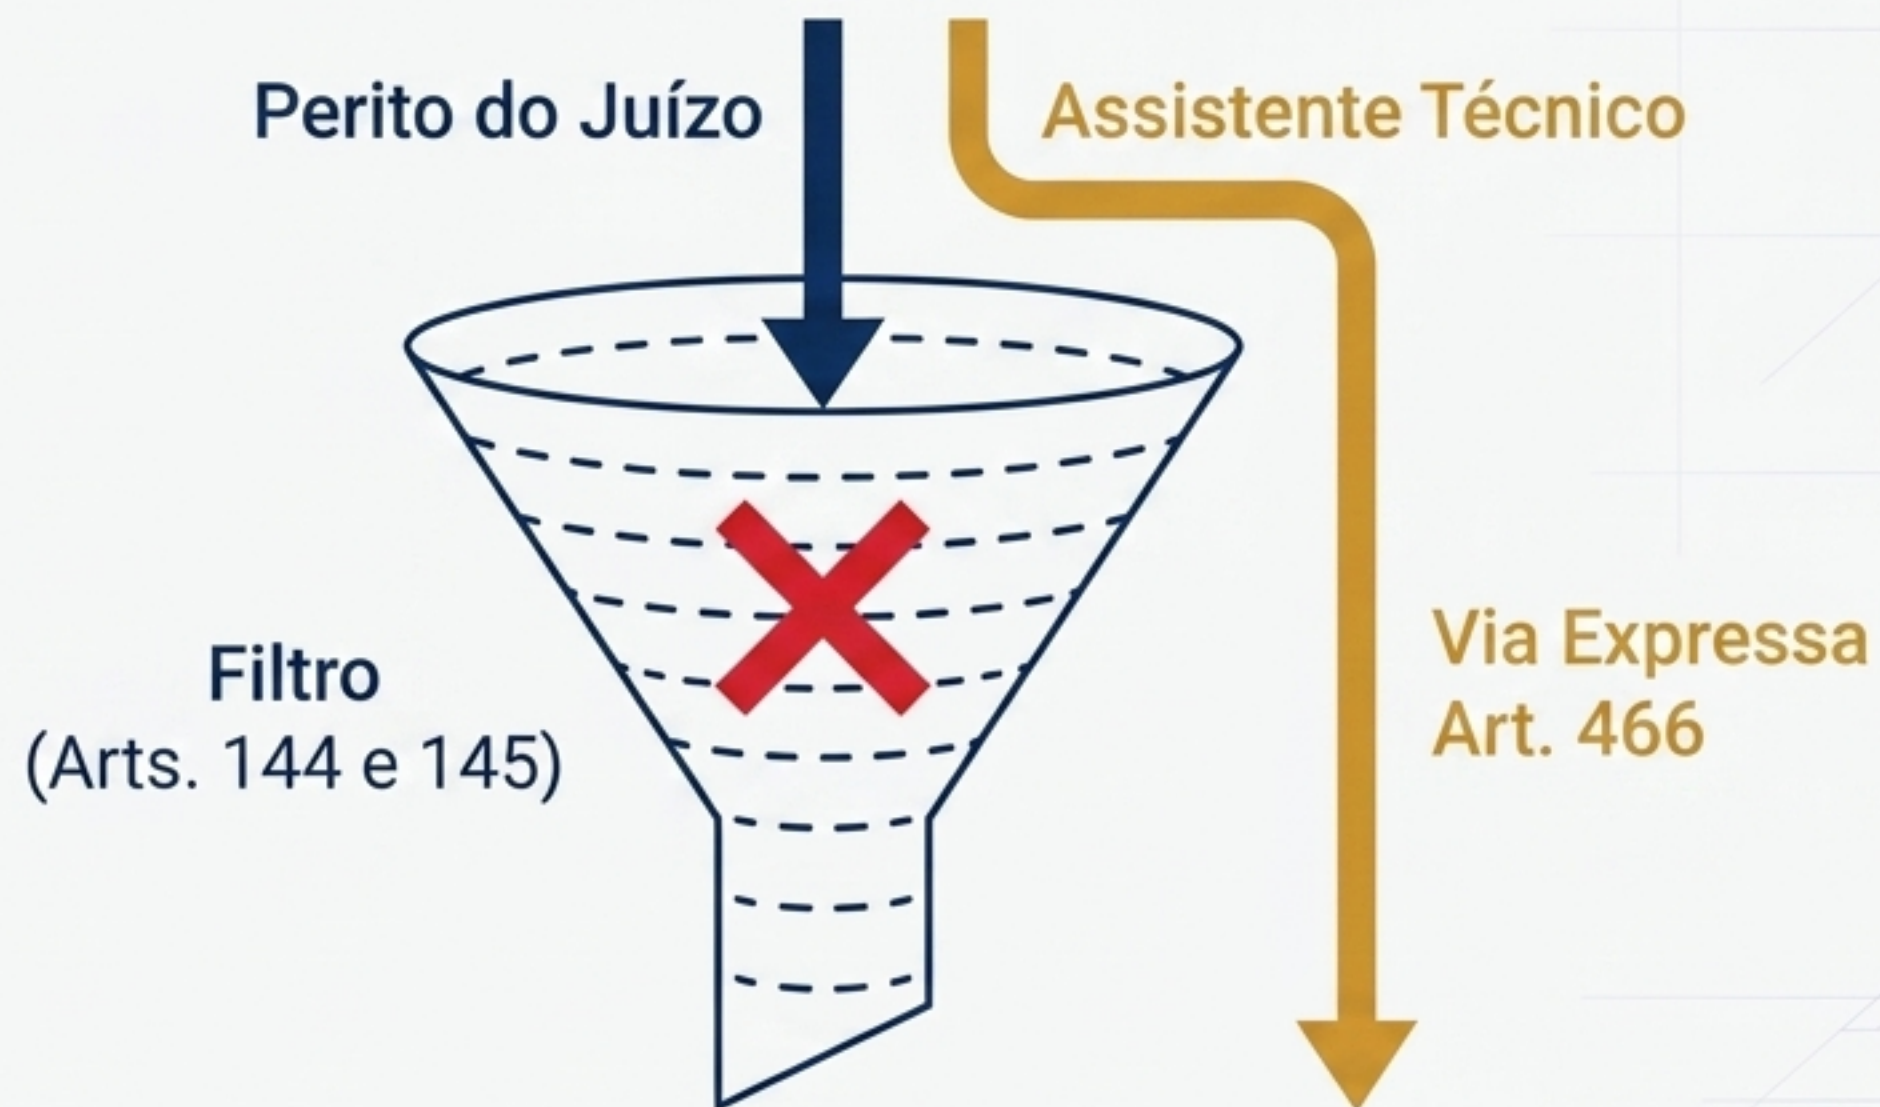 Perito do Juízo
Assistente Técnico
Filtro
(Arts. 144 e 145)
Via Expressa
Art. 466